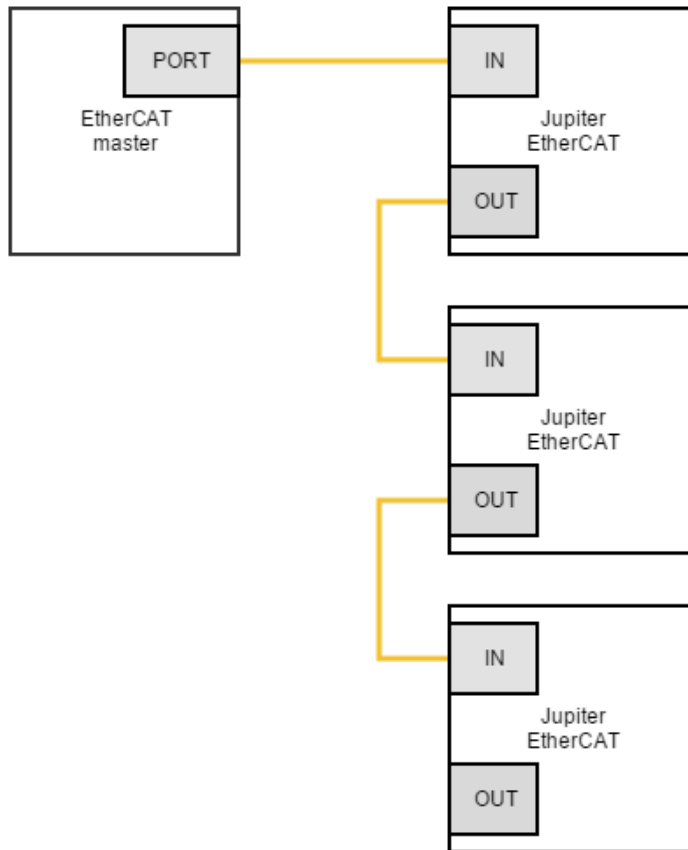 PORT
EtherCAT
master
IN
Jupiter
EtherCAT
OUT
IN
Jupiter
EtherCAT
OUT
IN
Jupiter
EtherCAT
OUT